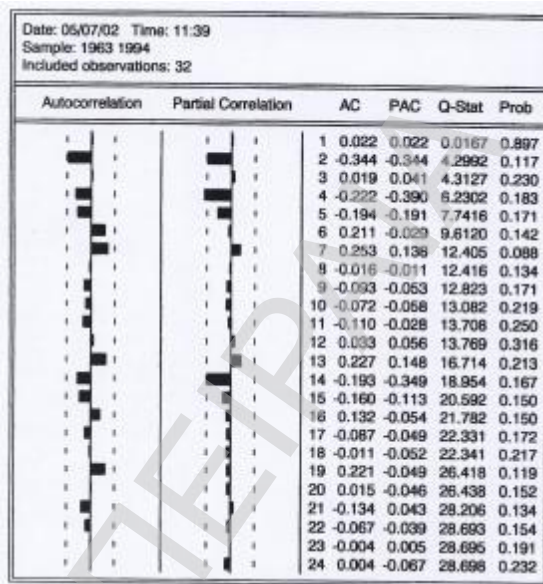 Date: 05/07/02 Time: 11:39
Sample: 1963 1994
Included observations: 32
Autocorrelation Partial Correlation AC PAC Q-Stat Prob
1 0.022 0.022 0.0167 0.897
2 -0.344 -0.344 4.2992 0.117
3 0.019 0.041 4.3127 0.230
4 -0.222 -0.390 6.2302 0.183
5 -0.194 -0.191 7.7416 0.171
6 0.211 -0.029 9.6120 0.142
7 0.253 0.138 12.405 0.088
8 -0.016 -0.011 12.416 0.134
9 -0.093 -0.053 12.823 0.171
10 -0.072 -0.058 13.082 0.219
11 -0.110 -0.028 13.708 0.250
12 0.033 0.056 13.769 0.316
13 0.227 0.148 16.714 0.213
14 -0.193 -0.349 18.954 0.167
15 -0.160 -0.113 20.592 0.150
16 0.132 -0.054 21.782 0.150
17 -0.087 -0.049 22.331 0.172
18 -0.011 -0.052 22.341 0.217
19 0.221 -0.049 26.418 0.119
20 0.015 -0.046 26.438 0.152
21 -0.134 0.043 28.206 0.134
22 -0.067 -0.039 28.693 0.154
23 -0.004 0.005 28.695 0.191
24 0.004 -0.067 28.698 0.232